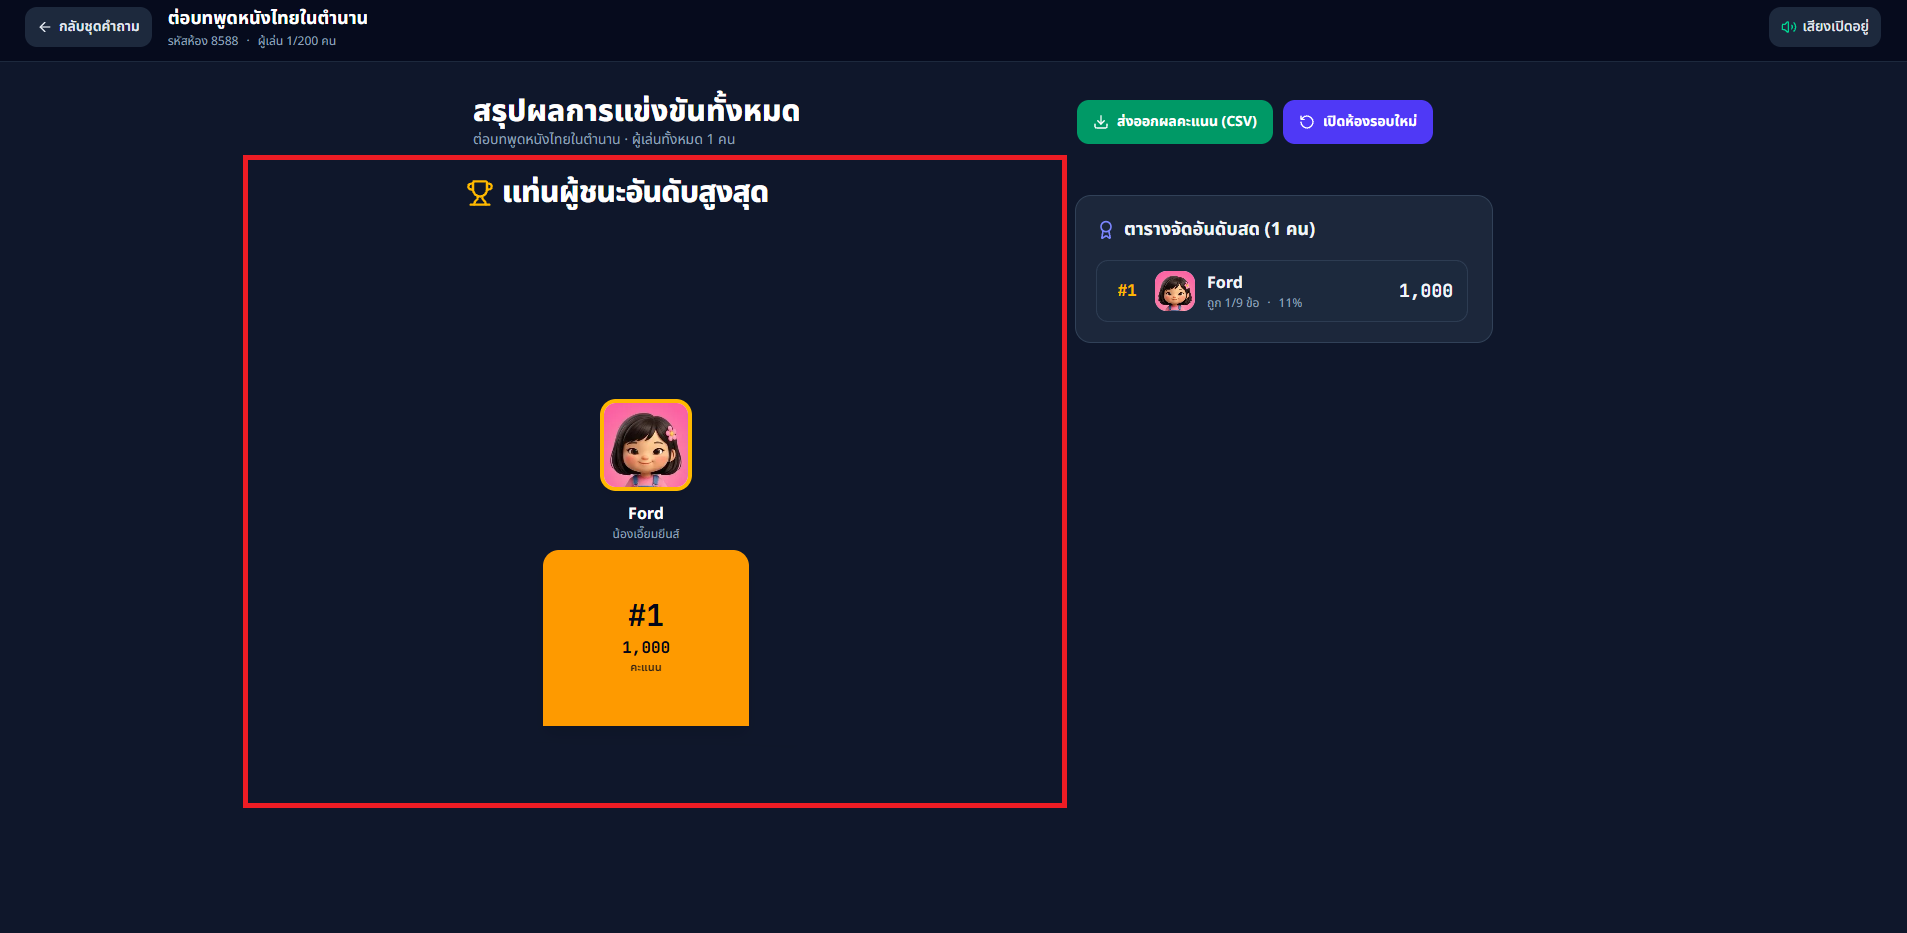 กลับชุดคำถาม
ต่อบทพูดหนังไทยในตำนาน
รหัสห้อง 8588 · ผู้เล่น 1/200 คน
เสียงเปิดอยู่
สรุปผลการแข่งขันทั้งหมด
ต่อบทพูดหนังไทยในตำนาน · ผู้เล่นทั้งหมด 1 คน
ส่งออกผลคะแนน (CSV)
เปิดห้องรอบใหม่
แท่นผู้ชนะอันดับสูงสุด
Ford
น้องเอี๊ยมยีนส์
#1
1,000
คะแนน
ตารางจัดอันดับสด (1 คน)
#1
Ford
ถูก 1/9 ข้อ · 11%
1,000